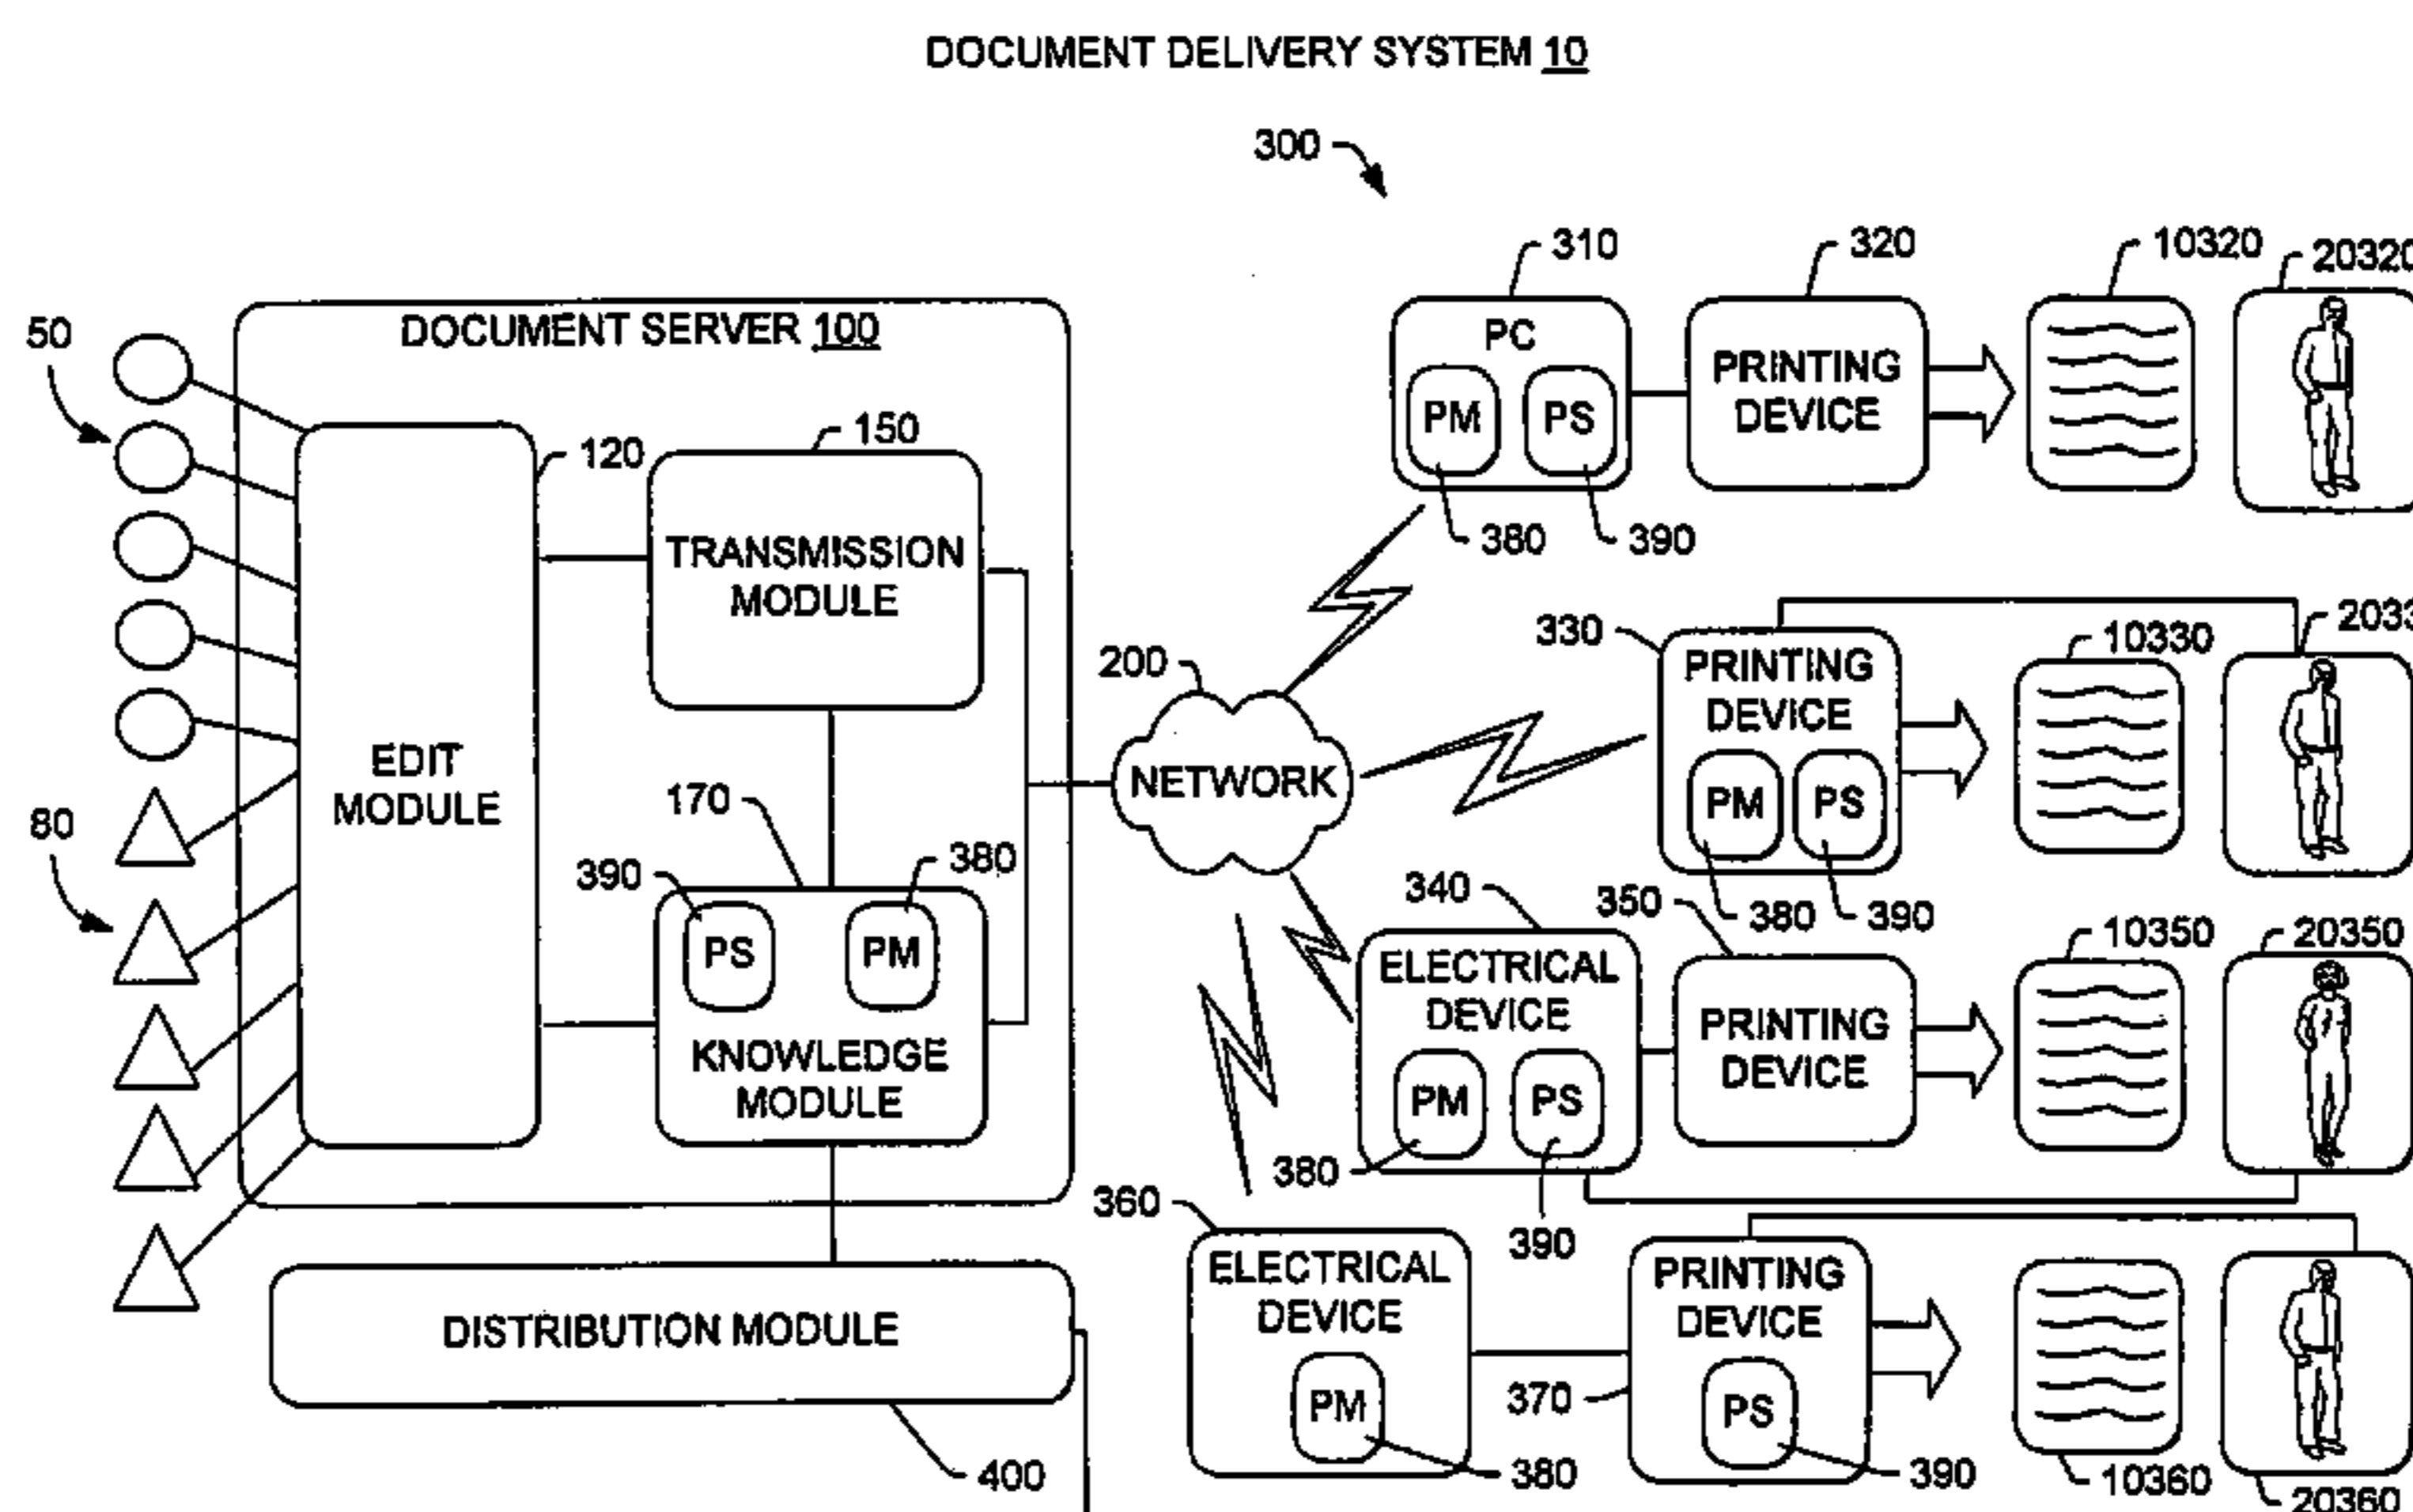 DOCUMENT DELIVERY SYSTEM 10
300
310
320
10320
20320
50
DOCUMENT SERVER 100
PC
PM
PS
PRINTING
DEVICE
380
390
120
150
TRANSMISSION
MODULE
EDIT
MODULE
80
170
390
380
PS
PM
KNOWLEDGE
MODULE
200
NETWORK
330
PRINTING
DEVICE
PM
PS
380
390
10330
2033
340
ELECTRICAL
DEVICE
PM
PS
380
390
350
PRINTING
DEVICE
10350
20350
360
ELECTRICAL
DEVICE
PM
380
370
PRINTING
DEVICE
PS
390
10360
20360
DISTRIBUTION MODULE
400